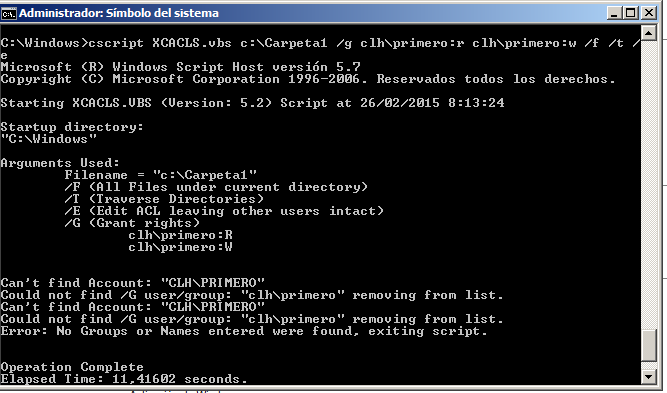 Administrador: Símbolo del sistema
C:\Windows>cscript XCACLS.vbs c:\Carpeta1 /g clh\primero:r clh\primero:w /f /t /
e
Microsoft (R) Windows Script Host versión 5.7
Copyright (C) Microsoft Corporation 1996-2006. Reservados todos los derechos.
Starting XCACLS.VBS (Version: 5.2) Script at 26/02/2015 8:13:24
Startup directory:
"C:\Windows"
Arguments Used:
Filename = "c:\Carpeta1"
/F (All Files under current directory)
/T (Traverse Directories)
/E (Edit ACL leaving other users intact)
/G (Grant rights)
clh\primero:R
clh\primero:W
Can't find Account: "CLH\PRIMERO"
Could not find /G user/group: "clh\primero" removing from list.
Can't find Account: "CLH\PRIMERO"
Could not find /G user/group: "clh\primero" removing from list.
Error: No Groups or Names entered were found, exiting script.
Operation Complete
Elapsed Time: 11,41602 seconds.